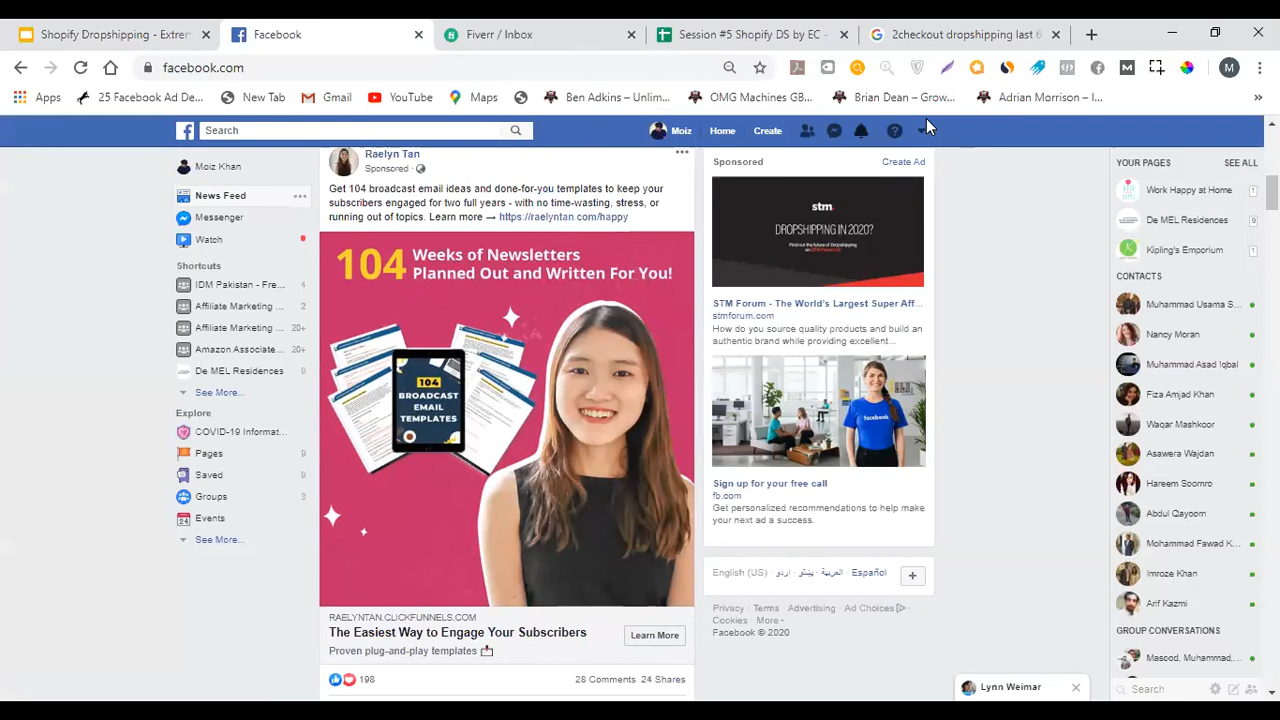 Shopify Dropshipping - Extrem
Facebook
Fiverr / Inbox
Session #5 Shopify DS by EC -
2checkout dropshipping last 6
facebook.com
M
Apps
25 Facebook Ad De...
New Tab
Gmail
YouTube
Maps
Ben Adkins – Unlim...
OMG Machines GB...
Brian Dean – Grow...
Adrian Morrison – I...
Search
Moiz
Home
Create
Moiz Khan
News Feed
Messenger
Watch
Shortcuts
IDM Pakistan - Fre... 4
Affiliate Marketing ... 2
Affiliate Marketing ... 20+
Amazon Associate... 20+
De MEL Residences 9
See More...
Explore
COVID-19 Informat...
Pages 9
Saved 9
Groups 3
Events
See More...
Raelyn Tan
Sponsored ·
Get 104 broadcast email ideas and done-for-you templates to keep your
subscribers engaged for two full years - with no time-wasting, stress, or
running out of topics. Learn more → https://raelyntan.com/happy
104 Weeks of Newsletters
Planned Out and Written For You!
104
BROADCAST
EMAIL
TEMPLATES
RAELYNTAN.CLICKFUNNELS.COM
The Easiest Way to Engage Your Subscribers
Proven plug-and-play templates
Learn More
198
28 Comments 24 Shares
Sponsored
Create Ad
stm
DROPSHIPPING IN 2020?
STM Forum - The World's Largest Super Aff...
stmforum.com
How do you source quality products and build an
authentic brand while providing excellent...
facebook
Sign up for your free call
fb.com
Get personalized recommendations to help make
your next ad a success.
English (US) · اردو · پښتو · العربية · Español
Privacy · Terms · Advertising · Ad Choices ·
Cookies · More
Facebook © 2020
YOUR PAGES
SEE ALL
Work Happy at Home 1
De MEL Residences 9
Kipling's Emporium 1
CONTACTS
Muhammad Usama S...
Nancy Moran
Muhammad Asad Iqbal
Fiza Amjad Khan
Waqar Mashkoor
Asawera Wajdan
Hareem Soomro
Abdul Qayoom
Mohammad Fawad K...
Imroze Khan
Arif Kazmi
GROUP CONVERSATIONS
Masood, Muhammad,...
Search
Lynn Weimar